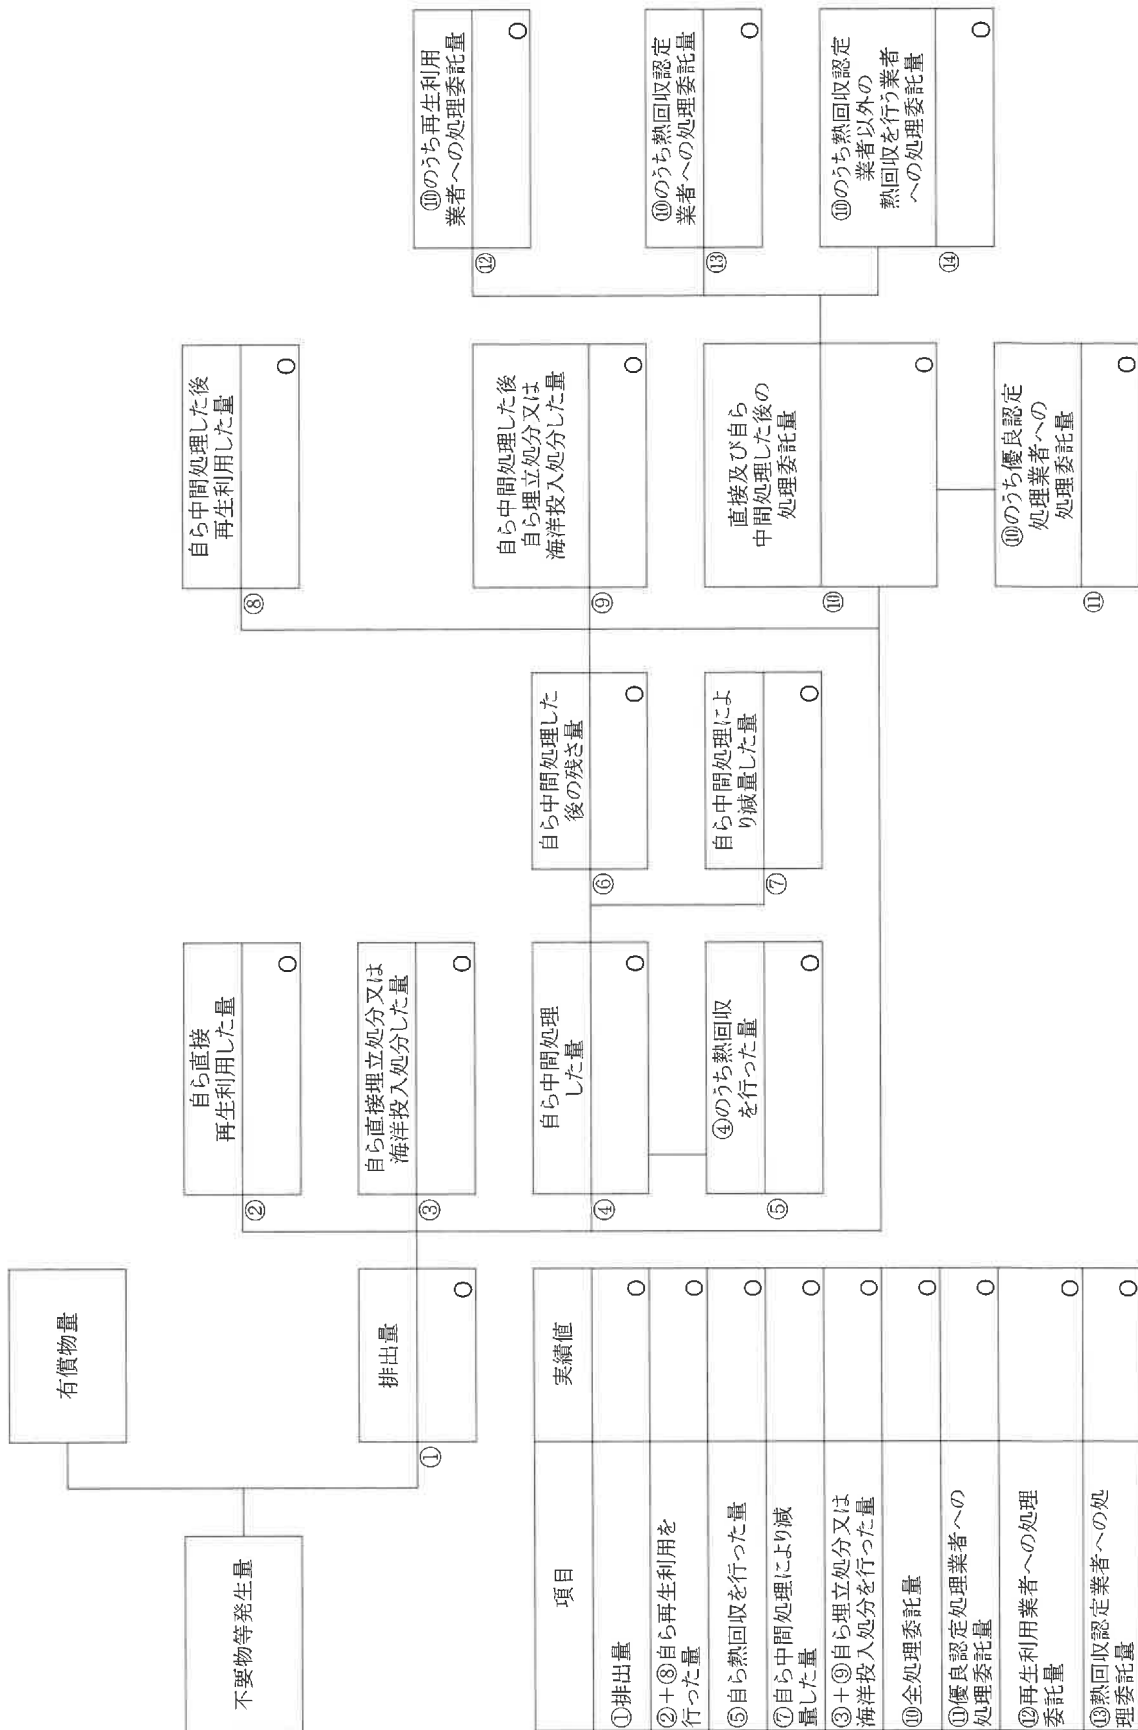 不要物等発生量
有償物量
排出量
①
0
自ら直接
再生利用した量
②
0
自ら直接埋立処分又は
海洋投入処分した量
③
0
自ら中間処理
した量
④
0
④のうち熱回収
を行った量
⑤
0
自ら中間処理した
後の残さ量
⑥
0
自ら中間処理によ
り減量した量
⑦
0
自ら中間処理した後
再生利用した量
⑧
0
自ら中間処理した後
自ら埋立処分又は
海洋投入処分した量
⑨
0
直接及び自ら
中間処理した後の
処理委託量
⑩
0
⑩のうち優良認定
処理業者への
処理委託量
⑪
0
⑩のうち再生利用
業者への処理委託量
⑫
0
⑩のうち熱回収認定
業者への処理委託量
⑬
0
⑩のうち熱回収認定
業者以外の
熱回収を行う業者
への処理委託量
⑭
0
項目 実績値
①排出量 0
②+⑧自ら再生利用を
行った量 0
⑤自ら熱回収を行った量 0
⑦自ら中間処理により減
量した量 0
③+⑨自ら埋立処分又は
海洋投入処分を行った量 0
⑩全処理委託量 0
⑪優良認定処理業者への
処理委託量 0
⑫再生利用業者への処理
委託量 0
⑬熱回収認定業者への処
理委託量 0